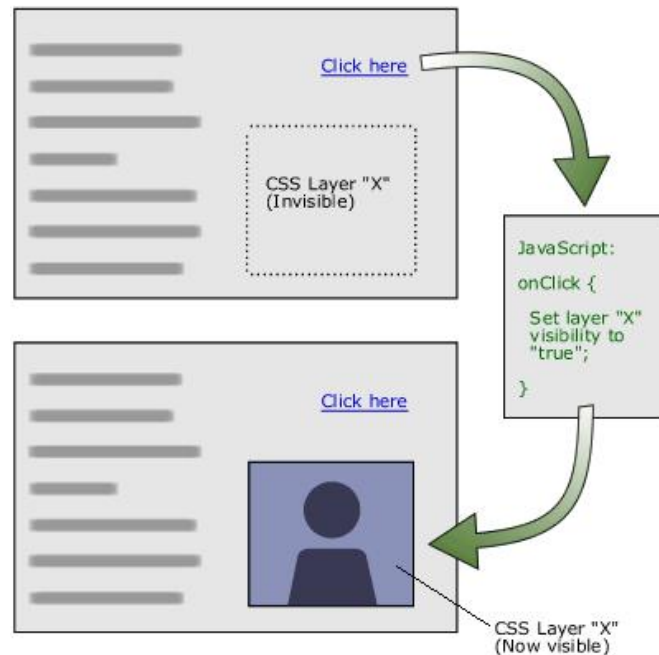 Click here
CSS Layer "X"
(Invisible)
JavaScript:
onClick {
Set layer "X"
visibility to
"true";
}
Click here
CSS Layer "X"
(Now visible)